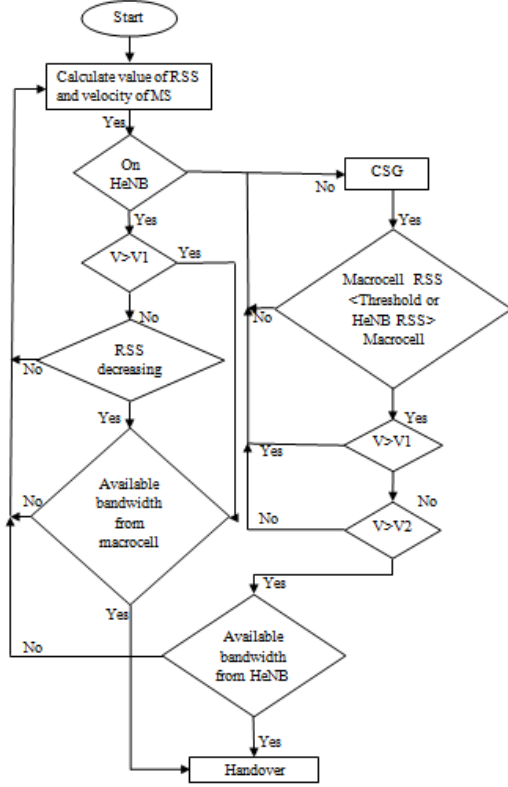 Start
Calculate value of RSS
and velocity of MS
Yes
On
HeNB
No
CSG
Yes
Yes
V>V1
Yes
Macrocell RSS
<Threshold or
HeNB RSS>
Macrocell
No
No
RSS
decreasing
No
Yes
Yes
V>V1
Yes
Available
bandwidth
from
macrocell
No
No
V>V2
No
Yes
Yes
Available
bandwidth
from HeNB
No
Yes
Handover